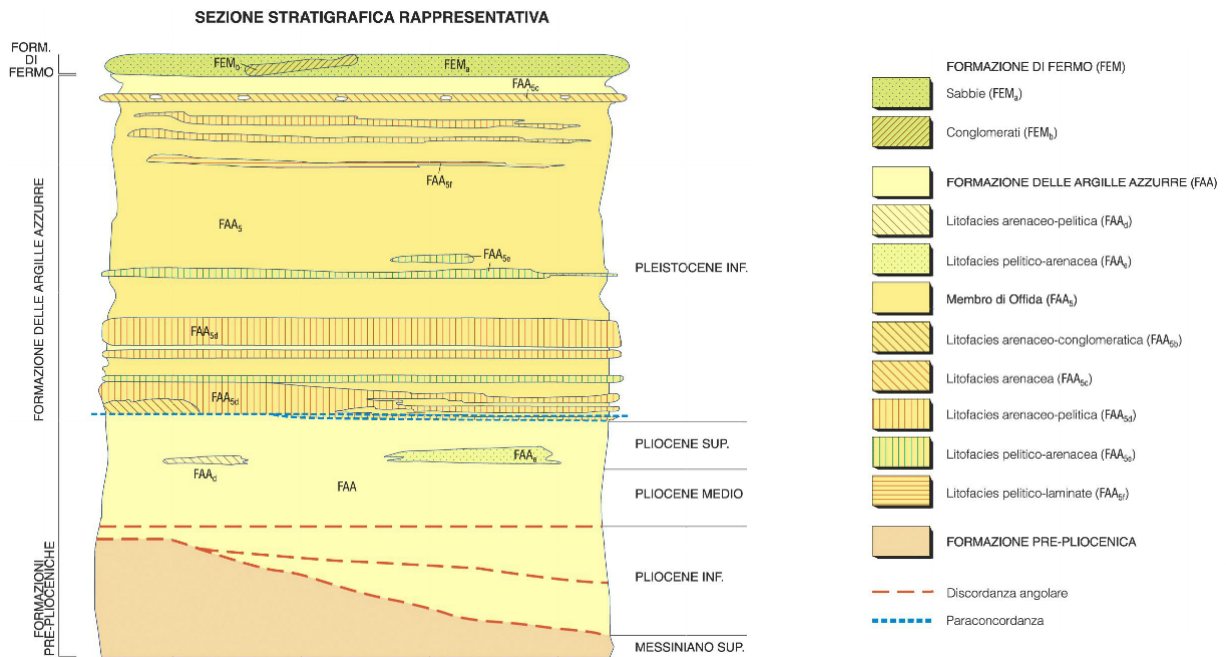 SEZIONE STRATIGRAFICA RAPPRESENTATIVA
FORM.
DI
FERMO
FEMb
FEMa
FAA5c
FAA5f
FAA5
FAA5e
FAA5d
FAA5d
FAAd
FAAe
FAA
FORMAZIONE DELLE ARGILLE AZZURRE
FORMAZIONI
PRE-PLIOCENICHE
PLEISTOCENE INF.
PLIOCENE SUP.
PLIOCENE MEDIO
PLIOCENE INF.
MESSINIANO SUP.
FORMAZIONE DI FERMO (FEM)
Sabbie (FEMa)
Conglomerati (FEMb)
FORMAZIONE DELLE ARGILLE AZZURRE (FAA)
Litofacies arenaceo-pelitica (FAAd)
Litofacies pelitico-arenacea (FAAe)
Membro di Offida (FAA5)
Litofacies arenaceo-conglomeratica (FAA5b)
Litofacies arenacea (FAA5c)
Litofacies arenaceo-pelitica (FAA5d)
Litofacies pelitico-arenacea (FAA5e)
Litofacies pelitico-laminate (FAA5f)
FORMAZIONE PRE-PLIOCENICA
Discordanza angolare
Paraconcordanza